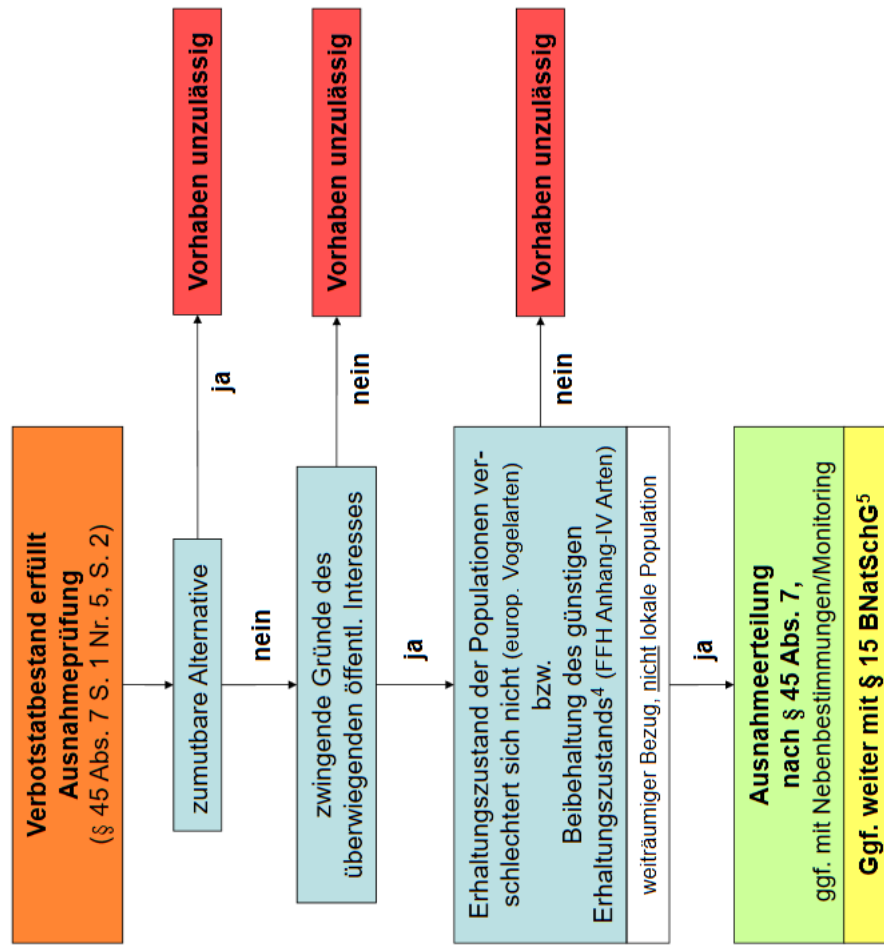 Verbotstatbestand erfüllt
Ausnahmeprüfung
(§ 45 Abs. 7 S. 1 Nr. 5, S. 2)
zumutbare Alternative
ja
Vorhaben unzulässig
nein
zwingende Gründe des
überwiegenden öffentl. Interesses
nein
Vorhaben unzulässig
ja
Erhaltungszustand der Populationen ver-
schlechtert sich nicht (europ. Vogelarten)
bzw.
Beibehaltung des günstigen
Erhaltungszustands⁴ (FFH Anhang-IV Arten)
weiträumiger Bezug, nicht lokale Population
nein
Vorhaben unzulässig
ja
Ausnahmeerteilung
nach § 45 Abs. 7,
ggf. mit Nebenbestimmungen/Monitoring
Ggf. weiter mit § 15 BNatSchG⁵